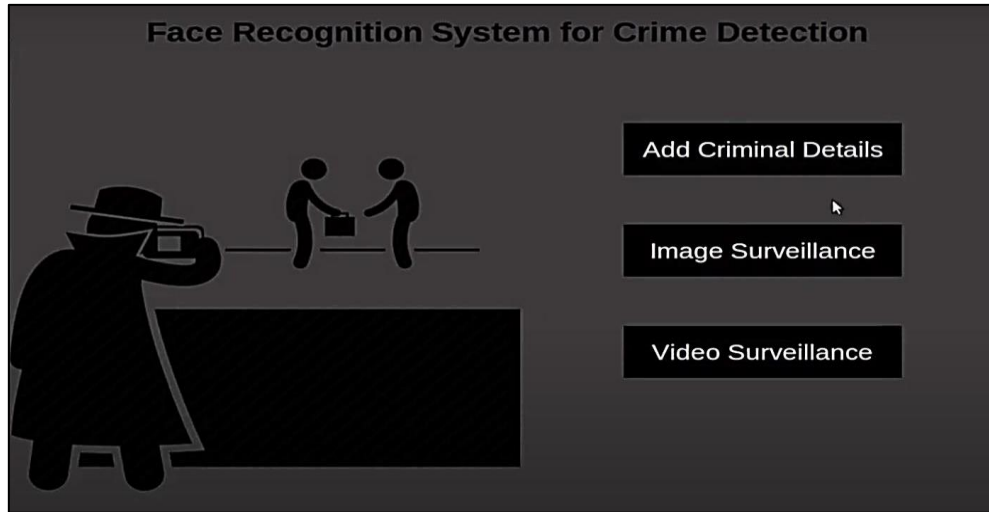 Face Recognition System for Crime Detection
Add Criminal Details
Image Surveillance
Video Surveillance